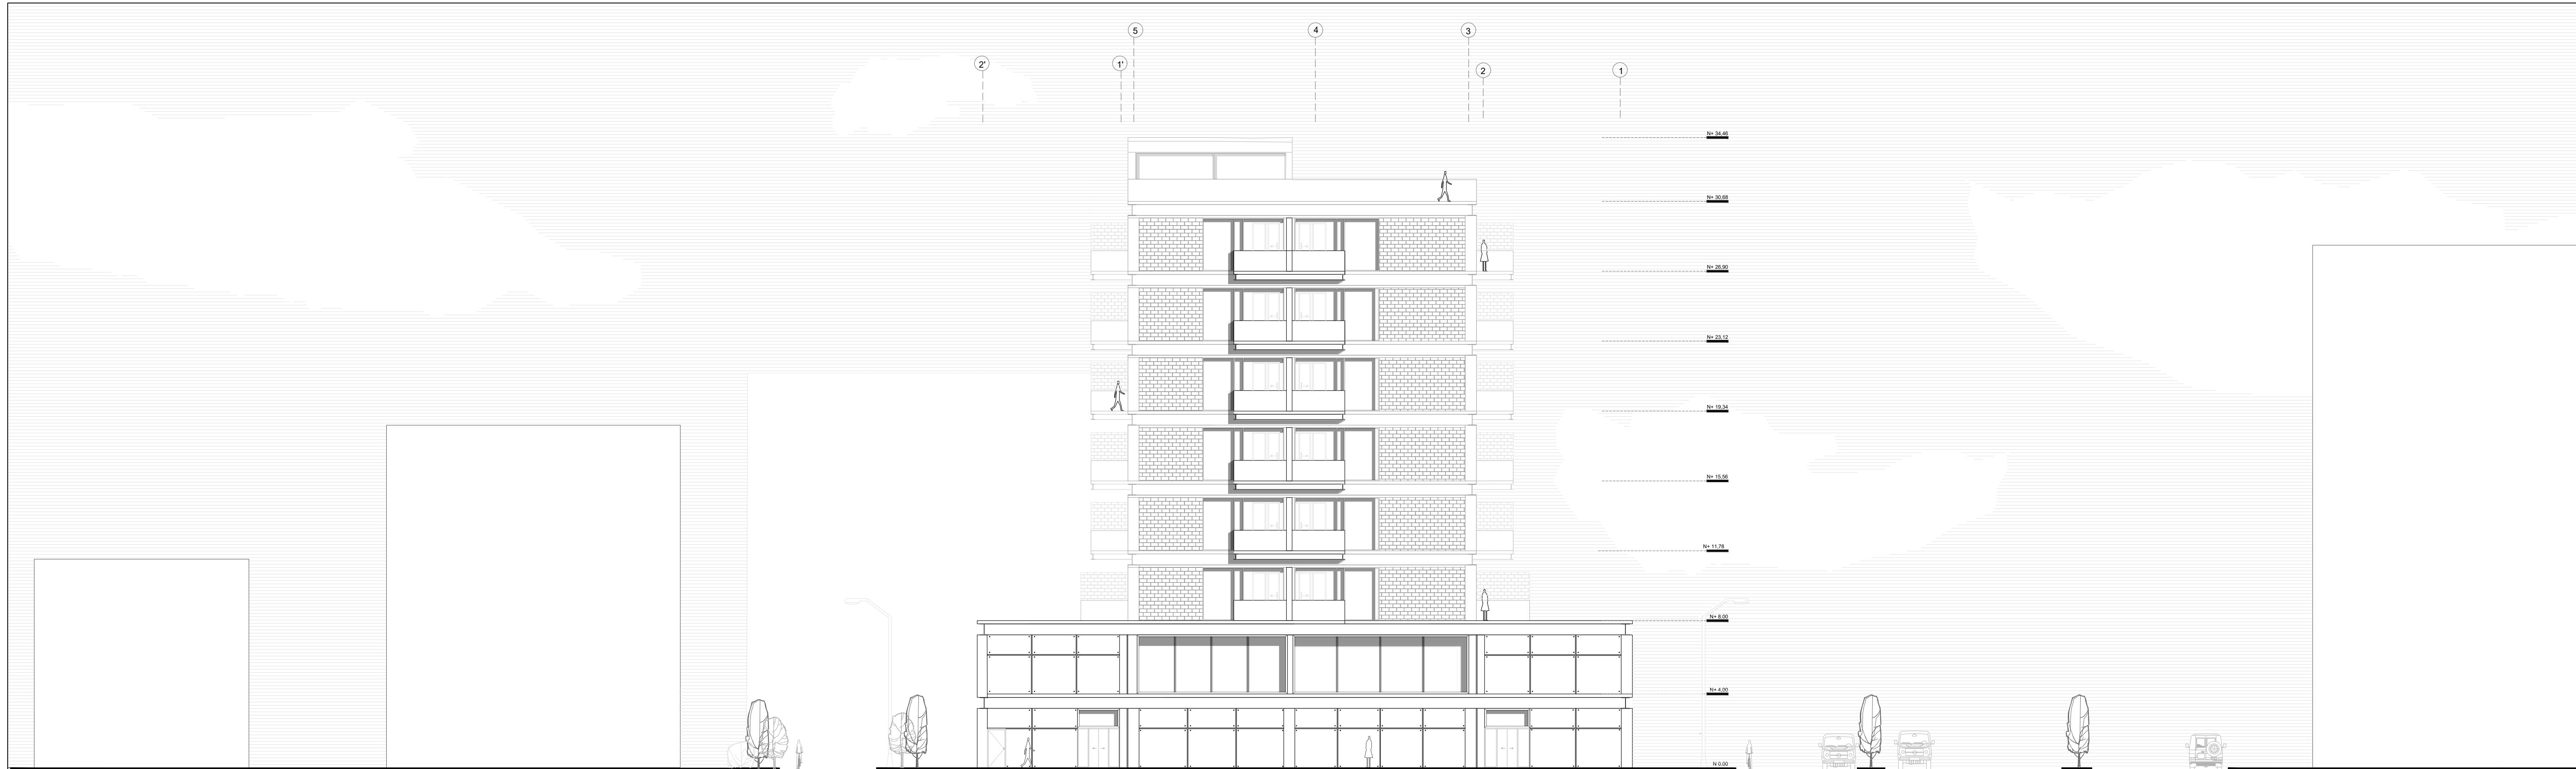 5
4
3
2'
1'
2
1
N+ 34,46
N+ 30,68
N+ 26,90
N+ 23,12
N+ 19,34
N+ 15,56
N+ 11,78
N+ 8,00
N+ 4,00
N 0,00